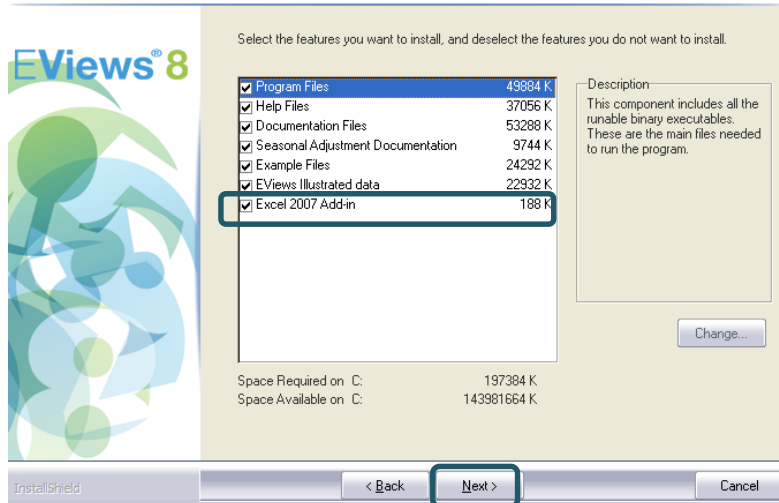 EViews® 8
Select the features you want to install, and deselect the features you do not want to install.
Program Files 49884 K
Help Files 37056 K
Documentation Files 53288 K
Seasonal Adjustment Documentation 9744 K
Example Files 24292 K
EViews Illustrated data 22932 K
Excel 2007 Add-in 188 K
Description
This component includes all the
runable binary executables.
These are the main files needed
to run the program.
Change...
Space Required on C: 197384 K
Space Available on C: 143981664 K
InstallShield
< Back
Next >
Cancel